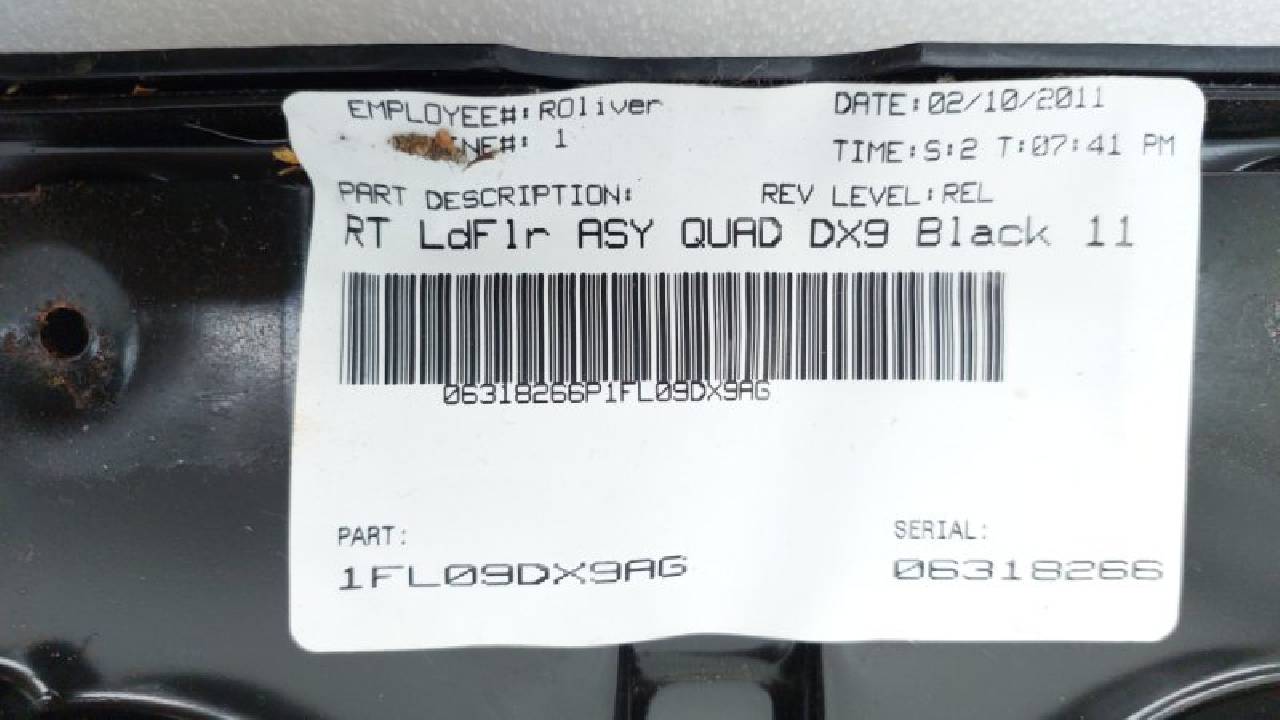 EMPLOYEE#: ROliver DATE:02/10/2011
NE#: 1 TIME:S:2 T:07:41 PM
PART DESCRIPTION: REV LEVEL:REL
RT LdFlr ASY QUAD DX9 Black 11
06318266P1FL09DX9AG
PART: SERIAL:
1FL09DX9AG 06318266